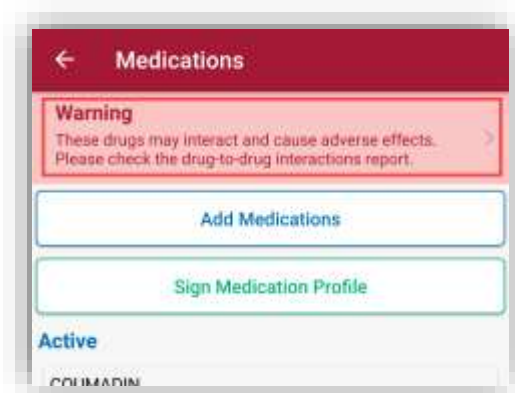 Medications
Warning
These drugs may interact and cause adverse effects.
Please check the drug-to-drug interactions report.
Add Medications
Sign Medication Profile
Active
COUMADIN